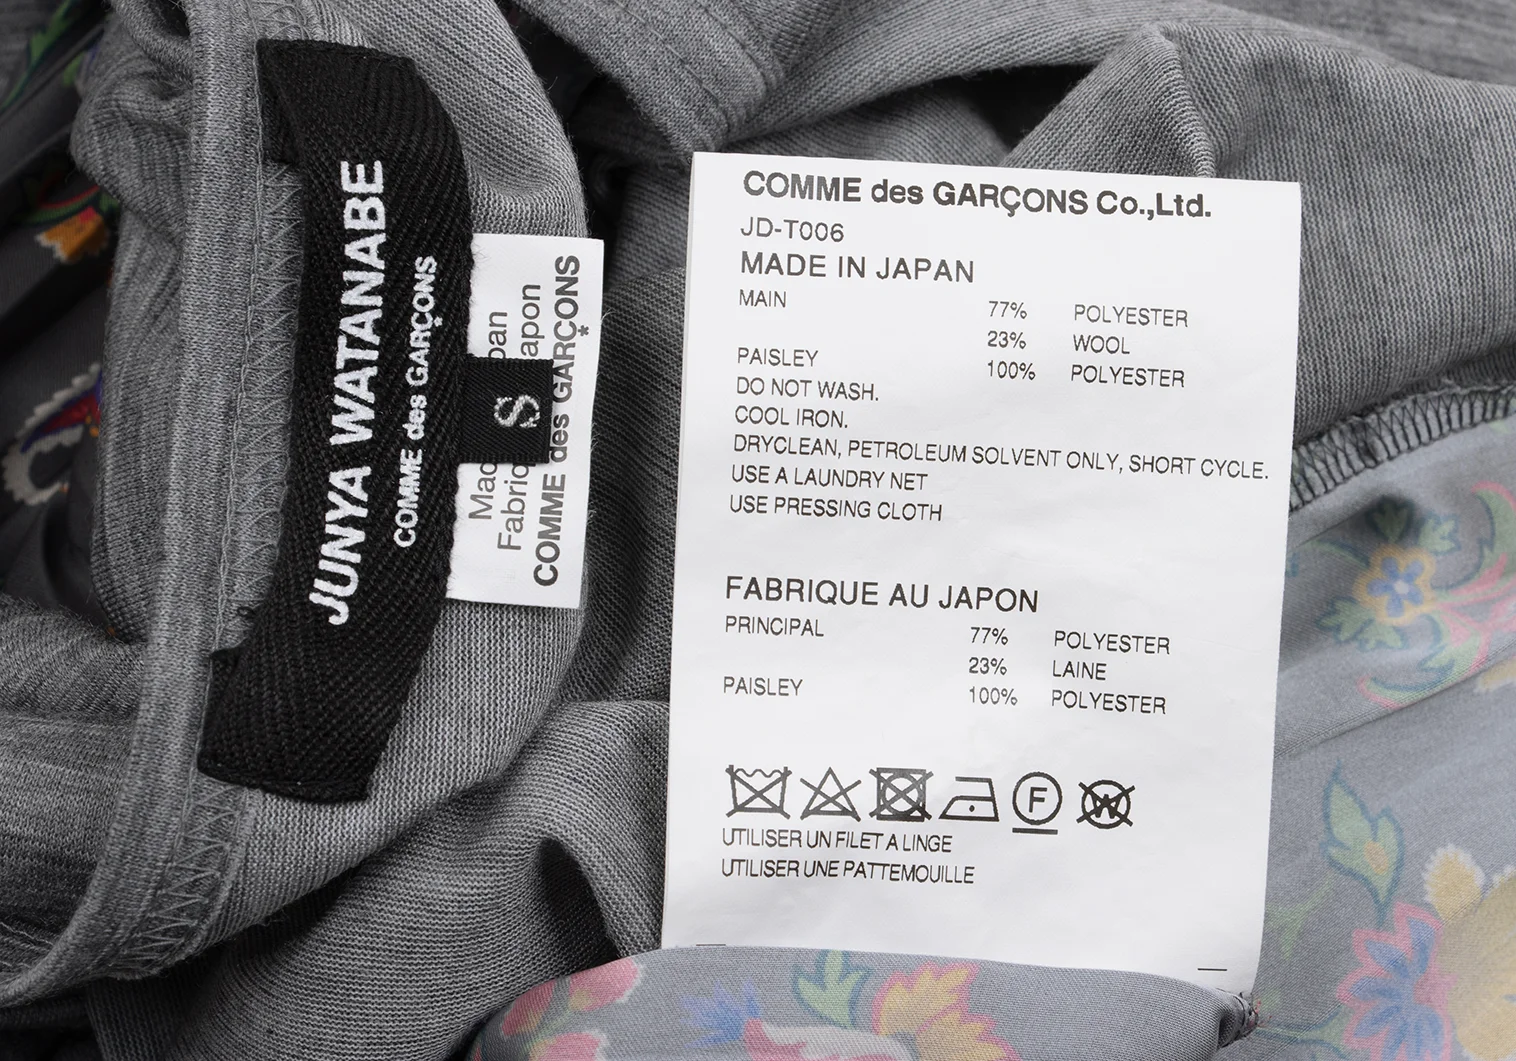 JUNYA WATANABE
COMME des GARÇONS
S
COMME des GARÇONS
COMME des GARÇONS Co.,Ltd.
JD-T006
MADE IN JAPAN
MAIN 77% POLYESTER
23% WOOL
PAISLEY 100% POLYESTER
DO NOT WASH.
COOL IRON.
DRYCLEAN, PETROLEUM SOLVENT ONLY, SHORT CYCLE.
USE A LAUNDRY NET
USE PRESSING CLOTH
FABRIQUE AU JAPON
PRINCIPAL 77% POLYESTER
23% LAINE
PAISLEY 100% POLYESTER
F W
UTILISER UN FILET A LINGE
UTILISER UNE PATTEMOUILLE